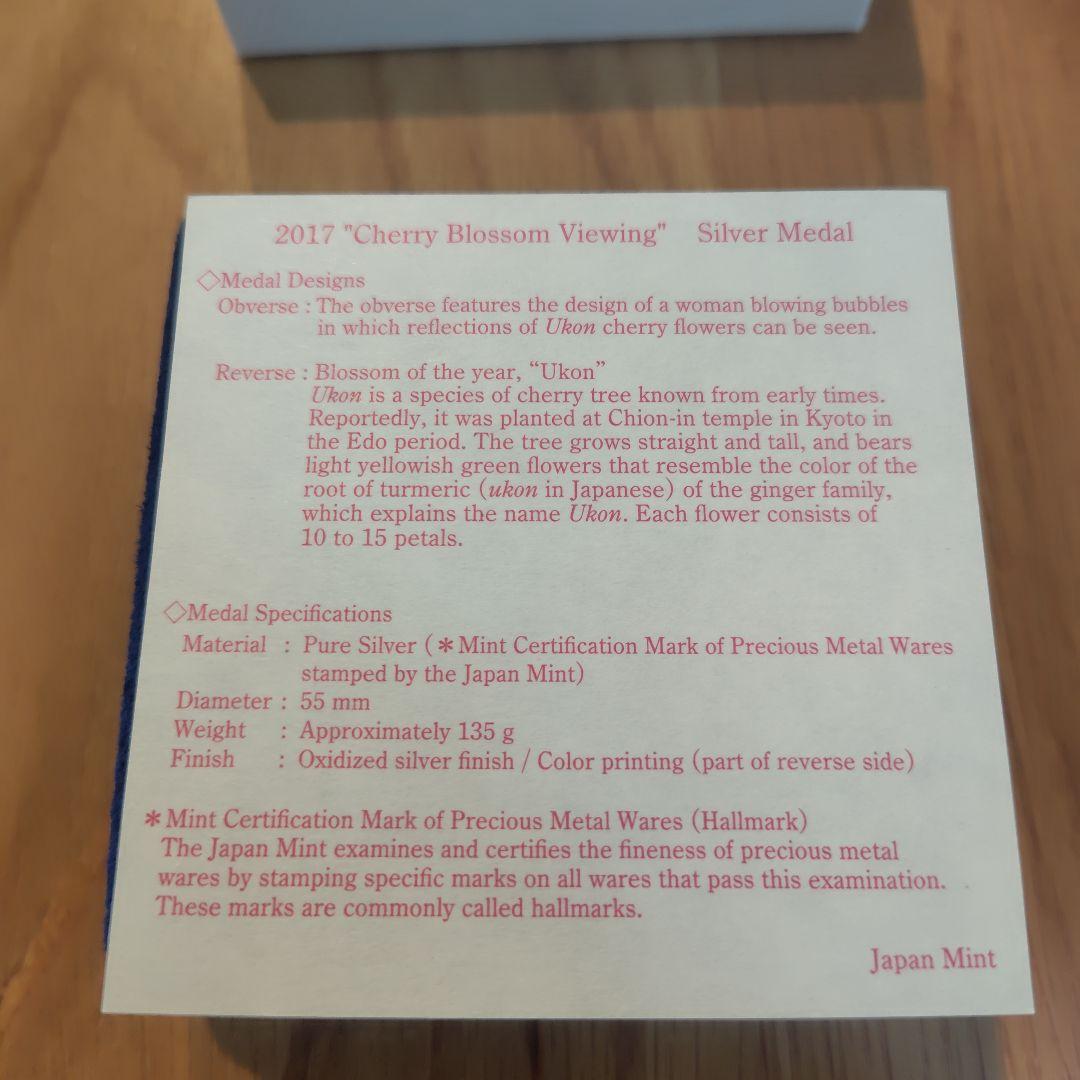 2017 "Cherry Blossom Viewing" Silver Medal
◇Medal Designs
Obverse : The obverse features the design of a woman blowing bubbles
in which reflections of Ukon cherry flowers can be seen.
Reverse : Blossom of the year, “Ukon”
Ukon is a species of cherry tree known from early times.
Reportedly, it was planted at Chion-in temple in Kyoto in
the Edo period. The tree grows straight and tall, and bears
light yellowish green flowers that resemble the color of the
root of turmeric (ukon in Japanese) of the ginger family,
which explains the name Ukon. Each flower consists of
10 to 15 petals.
◇Medal Specifications
Material : Pure Silver (＊Mint Certification Mark of Precious Metal Wares
stamped by the Japan Mint)
Diameter : 55 mm
Weight : Approximately 135 g
Finish : Oxidized silver finish / Color printing (part of reverse side)
＊Mint Certification Mark of Precious Metal Wares (Hallmark)
The Japan Mint examines and certifies the fineness of precious metal
wares by stamping specific marks on all wares that pass this examination.
These marks are commonly called hallmarks.
Japan Mint